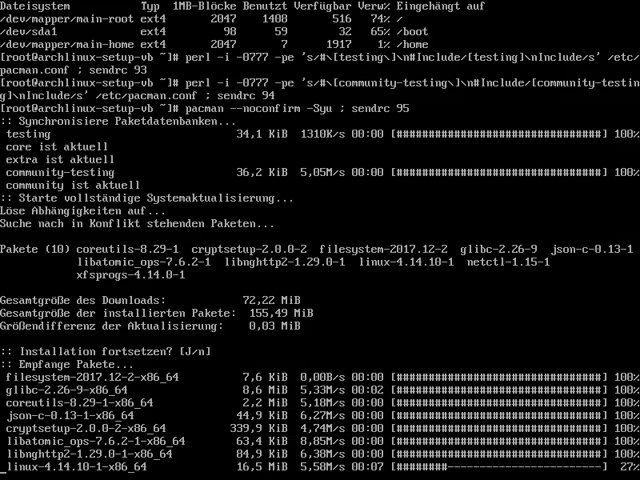 Dateisystem Typ 1MB-Blöcke Benutzt Verfügbar Verw% Eingehängt auf
/dev/mapper/main-root ext4 2047 1408 516 74% /
/dev/sda1 ext4 98 59 32 65% /boot
/dev/mapper/main-home ext4 2047 7 1917 1% /home
[root@archlinux-setup-vb ~]# perl -i -0777 -pe 's/#\[testing\]\n#Include/[testing]\nInclude/s' /etc/
pacman.conf ; sendrc 93
[root@archlinux-setup-vb ~]# perl -i -0777 -pe 's/#\[community-testing\]\n#Include/[community-testin
g]\nInclude/s' /etc/pacman.conf ; sendrc 94
[root@archlinux-setup-vb ~]# pacman --noconfirm -Syu ; sendrc 95
:: Synchronisiere Paketdatenbanken...
testing 34,1 KiB 1310K/s 00:00 [######################################] 100%
core ist aktuell
extra ist aktuell
community-testing 36,2 KiB 5,05M/s 00:00 [######################################] 100%
community ist aktuell
:: Starte vollständige Systemaktualisierung...
Löse Abhängigkeiten auf...
Suche nach in Konflikt stehenden Paketen...
Pakete (10) coreutils-8.29-1 cryptsetup-2.0.0-2 filesystem-2017.12-2 glibc-2.26-9 json-c-0.13-1
libatomic_ops-7.6.2-1 libnghttp2-1.29.0-1 linux-4.14.10-1 netctl-1.15-1
xfsprogs-4.14.0-1
Gesamtgröße des Downloads: 72,22 MiB
Gesamtgröße der installierten Pakete: 155,49 MiB
Größendifferenz der Aktualisierung: 0,03 MiB
:: Installation fortsetzen? [J/n]
:: Empfange Pakete...
filesystem-2017.12-2-x86_64 7,6 KiB 0,00B/s 00:00 [######################################] 100%
glibc-2.26-9-x86_64 8,6 MiB 5,33M/s 00:02 [######################################] 100%
coreutils-8.29-1-x86_64 2,2 MiB 5,18M/s 00:00 [######################################] 100%
json-c-0.13-1-x86_64 44,9 KiB 6,27M/s 00:00 [######################################] 100%
cryptsetup-2.0.0-2-x86_64 339,9 KiB 4,74M/s 00:00 [######################################] 100%
libatomic_ops-7.6.2-1-x86_64 63,4 KiB 8,85M/s 00:00 [######################################] 100%
libnghttp2-1.29.0-1-x86_64 84,9 KiB 6,38M/s 00:00 [######################################] 100%
linux-4.14.10-1-x86_64 16,5 MiB 5,58M/s 00:07 [#########-----------------------------] 27%